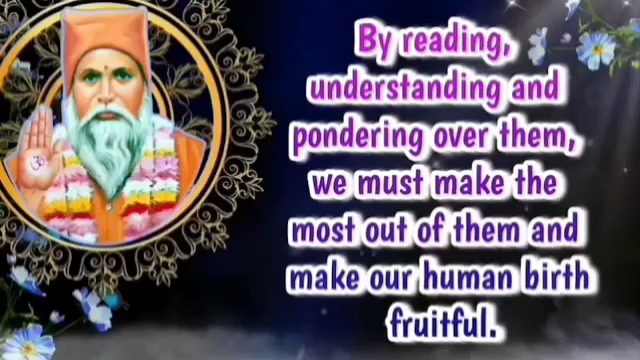 By reading,
understanding and
pondering over them,
we must make the
most out of them and
make our human birth
fruitful.
ॐ